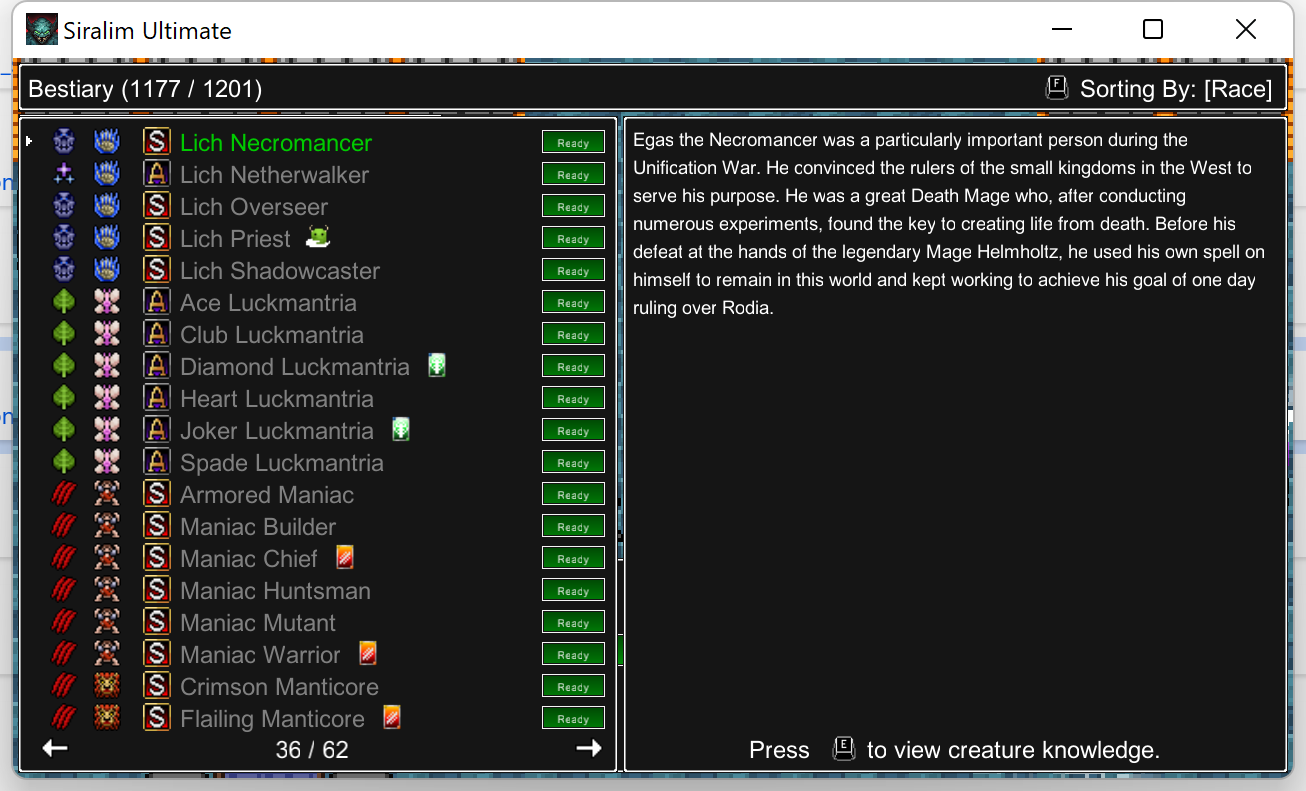 Siralim Ultimate
Bestiary (1177 / 1201)
F Sorting By: [Race]
S Lich Necromancer Ready
A Lich Netherwalker Ready
S Lich Overseer Ready
S Lich Priest Ready
S Lich Shadowcaster Ready
A Ace Luckmantria Ready
A Club Luckmantria Ready
A Diamond Luckmantria Ready
A Heart Luckmantria Ready
A Joker Luckmantria Ready
A Spade Luckmantria Ready
S Armored Maniac Ready
S Maniac Builder Ready
S Maniac Chief Ready
S Maniac Huntsman Ready
S Maniac Mutant Ready
S Maniac Warrior Ready
S Crimson Manticore Ready
S Flailing Manticore Ready
36 / 62
Egas the Necromancer was a particularly important person during the
Unification War. He convinced the rulers of the small kingdoms in the West to
serve his purpose. He was a great Death Mage who, after conducting
numerous experiments, found the key to creating life from death. Before his
defeat at the hands of the legendary Mage Helmholtz, he used his own spell on
himself to remain in this world and kept working to achieve his goal of one day
ruling over Rodia.
Press E to view creature knowledge.